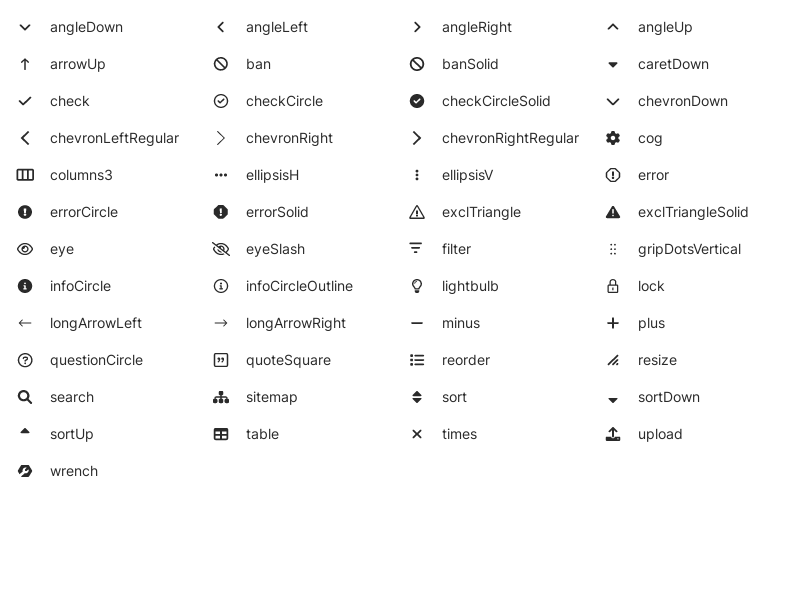 angleDown angleLeft angleRight angleUp
arrowUp ban banSolid caretDown
check checkCircle checkCircleSolid chevronDown
chevronLeftRegular chevronRight chevronRightRegular cog
columns3 ellipsisH ellipsisV error
errorCircle errorSolid exclTriangle exclTriangleSolid
eye eyeSlash filter gripDotsVertical
infoCircle infoCircleOutline lightbulb lock
longArrowLeft longArrowRight minus plus
questionCircle quoteSquare reorder resize
search sitemap sort sortDown
sortUp table times upload
wrench